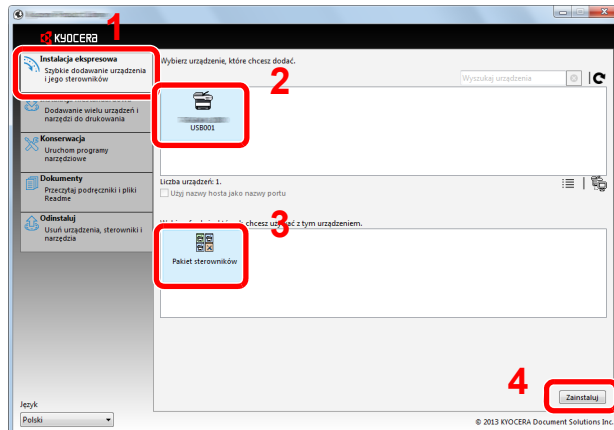 1
KYOCERA
Instalacja ekspresowa
Szybkie dodawanie urządzenia
i jego sterowników
Dodawanie wielu urządzeń i
narzędzi do drukowania
Konserwacja
Uruchom programy
narzędziowe
Dokumenty
Przeczytaj podręczniki i pliki
Readme
Odinstaluj
Usuń urządzenia, sterowniki i
narzędzia
Wybierz urządzenie, które chcesz dodać.
2
Wyszukaj urządzenia
USB001
Liczba urządzeń: 1.
Użyj nazwy hosta jako nazwy portu
chcesz z tym urządzeniem.
3
Pakiet sterowników
4
Zainstaluj
Język
Polski
© 2013 KYOCERA Document Solutions Inc.